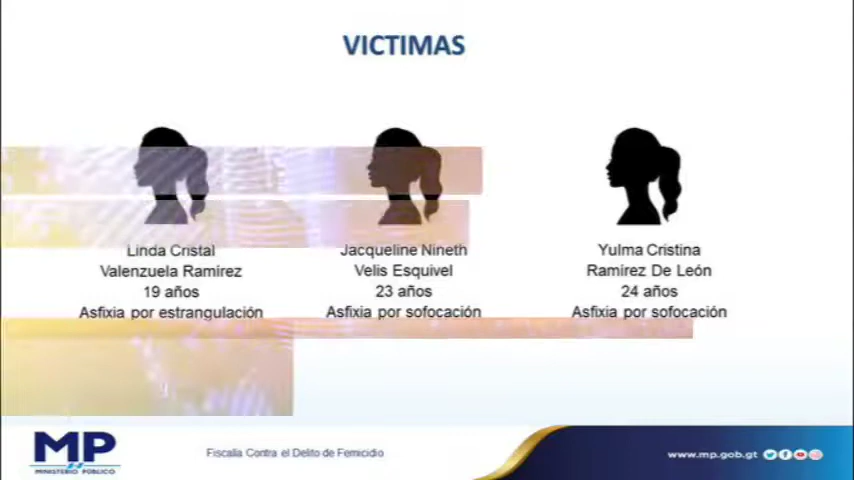 VICTIMAS
Linda Cristal
Valenzuela Ramírez
19 años
Asfixia por estrangulación
Jacqueline Nineth
Velis Esquivel
23 años
Asfixia por sofocación
Yulma Cristina
Ramírez De León
24 años
Asfixia por sofocación
MP
MINISTERIO PÚBLICO
Fiscalía Contra el Delito de Femicidio
www.mp.gob.gt